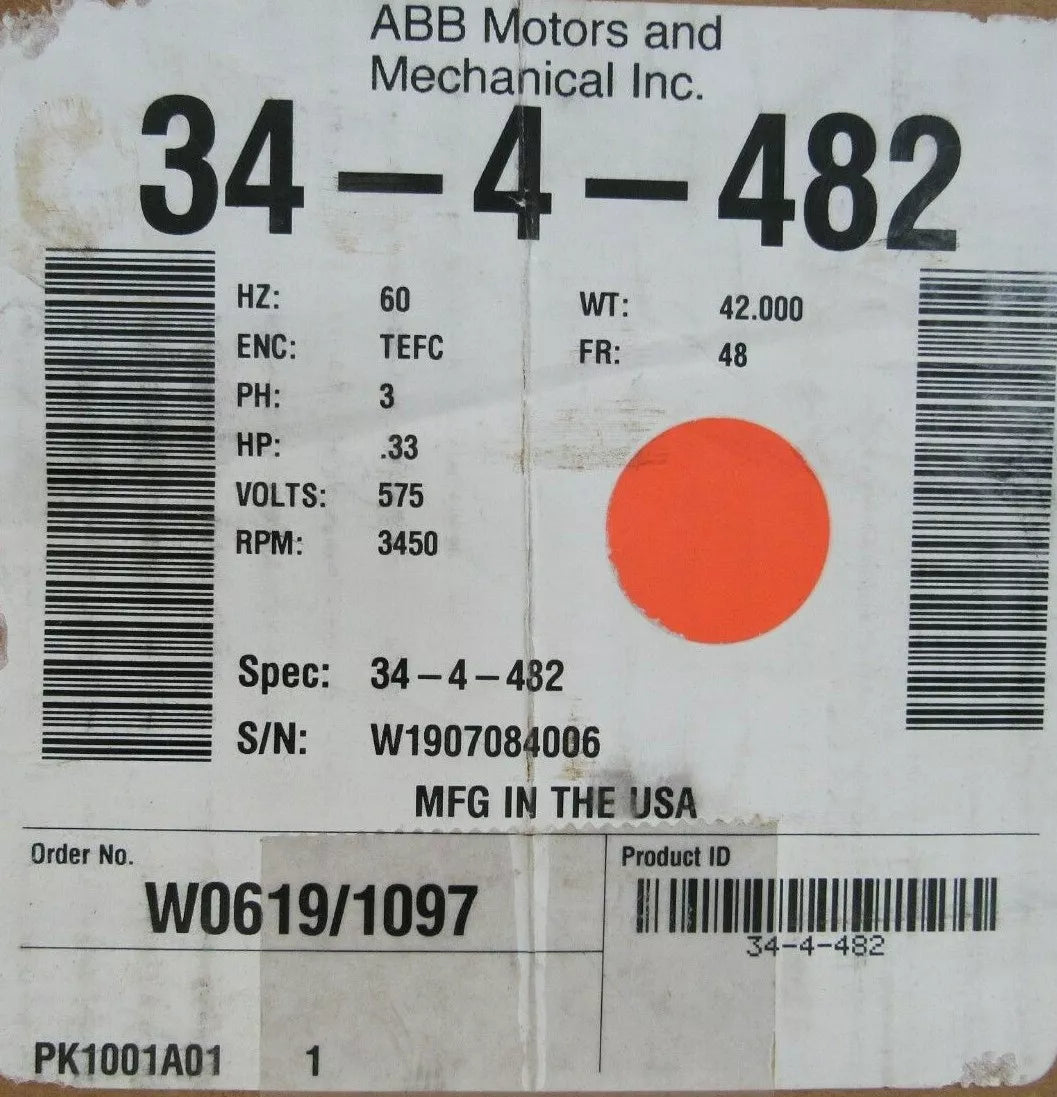 ABB Motors and
Mechanical Inc.
34-4-482
HZ: 60 WT: 42.000
ENC: TEFC FR: 48
PH: 3
HP: .33
VOLTS: 575
RPM: 3450
Spec: 34-4-482
S/N: W1907084006
MFG IN THE USA
Order No. Product ID
W0619/1097
34-4-482
PK1001A01 1